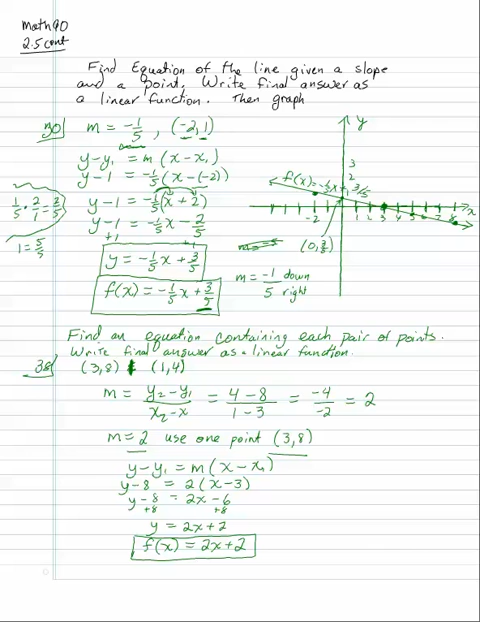 Math 90
2.5 cont
Find Equation of the line given a slope
and a point. Write final answer as
a linear function. Then graph
30
m = -1/5 , (-2, 1)
y - y₁ = m (x - x₁)
y - 1 = -1/5 (x - (-2))
y - 1 = -1/5 (x + 2)
y - 1 = -1/5 x - 2/5
+1 +1
y = -1/5 x + 3/5
f(x) = -1/5 x + 3/5
1/5 · 2/1 = 2/5
1 = 5/5
y
3
2
f(x) = -1/5 x + 3/5
x
-2 1 2 3 4 5 6 7 8
(0, 3/5)
m = -1 down
5 right
Find an equation containing each pair of points.
Write final answer as a linear function.
38
(3,8) (1,4)
m = y₂ - y₁ / x₂ - x = 4 - 8 / 1 - 3 = -4 / -2 = 2
m = 2 use one point (3,8)
y - y₁ = m (x - x₁)
y - 8 = 2 (x - 3)
y - 8 = 2x - 6
+8 +8
y = 2x + 2
f(x) = 2x + 2